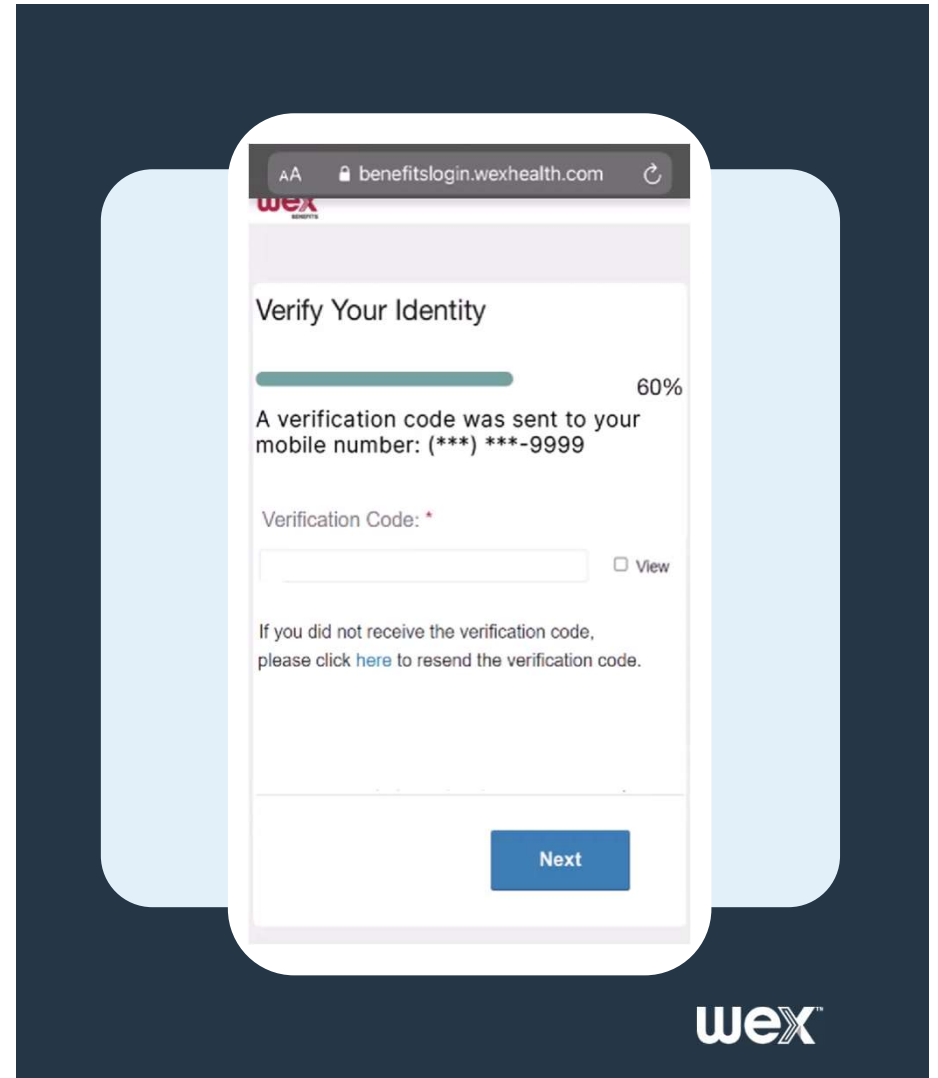 AA benefitslogin.wexhealth.com
wex
BENEFITS
Verify Your Identity
60%
A verification code was sent to your
mobile number: (***) ***-9999
Verification Code: *
View
If you did not receive the verification code,
please click here to resend the verification code.
Next
wex™